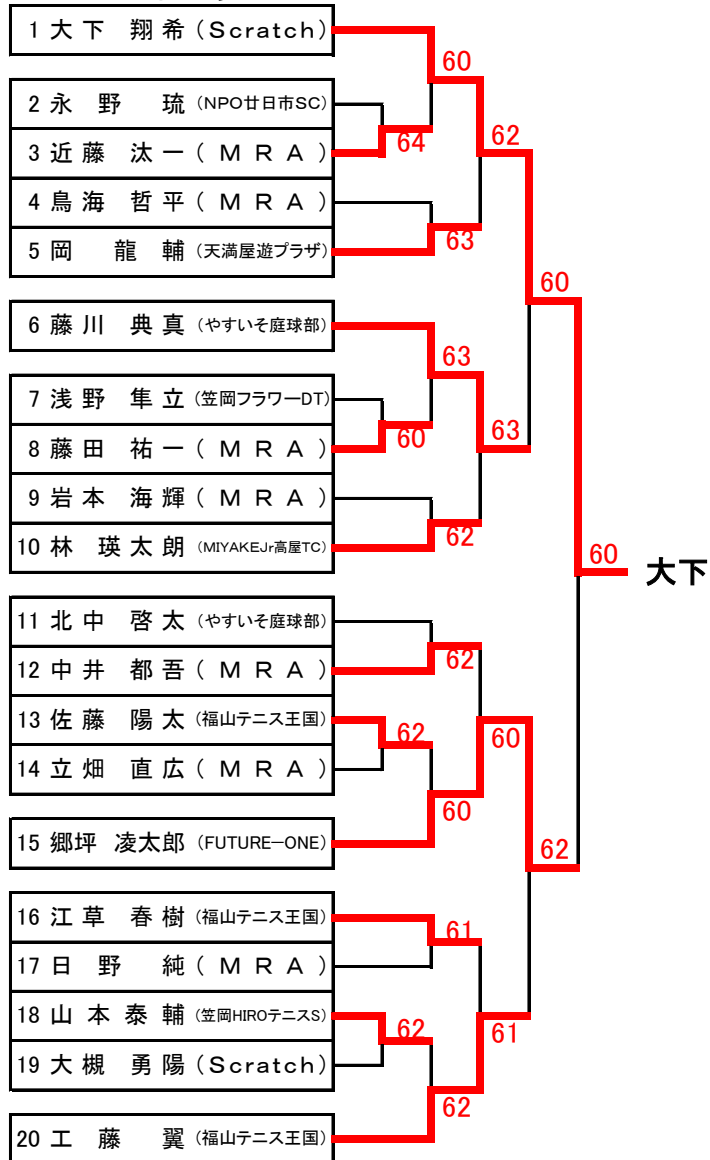 1 大下 翔希 (Scratch)
60
2 永野 琉 (NPO廿日市SC)
64
62
3 近藤 汰一 (MRA)
4 鳥海 哲平 (MRA)
63
5 岡 龍輔 (天満屋遊プラザ)
60
6 藤川 典真 (やすいそ庭球部)
63
7 浅野 隼立 (笠岡フラワーDT)
60
63
8 藤田 祐一 (MRA)
9 岩本 海輝 (MRA)
62
10 林 瑛太朗 (MIYAKEJr高屋TC)
60 大下
11 北中 啓太 (やすいそ庭球部)
62
12 中井 都吾 (MRA)
13 佐藤 陽太 (福山テニス王国)
62
60
14 立畑 直広 (MRA)
60
15 郷坪 凌太郎 (FUTURE−ONE)
62
16 江草 春樹 (福山テニス王国)
61
17 日野 純 (MRA)
18 山本 泰輔 (笠岡HIROテニスS)
62
61
19 大槻 勇陽 (Scratch)
62
20 工藤 翼 (福山テニス王国)